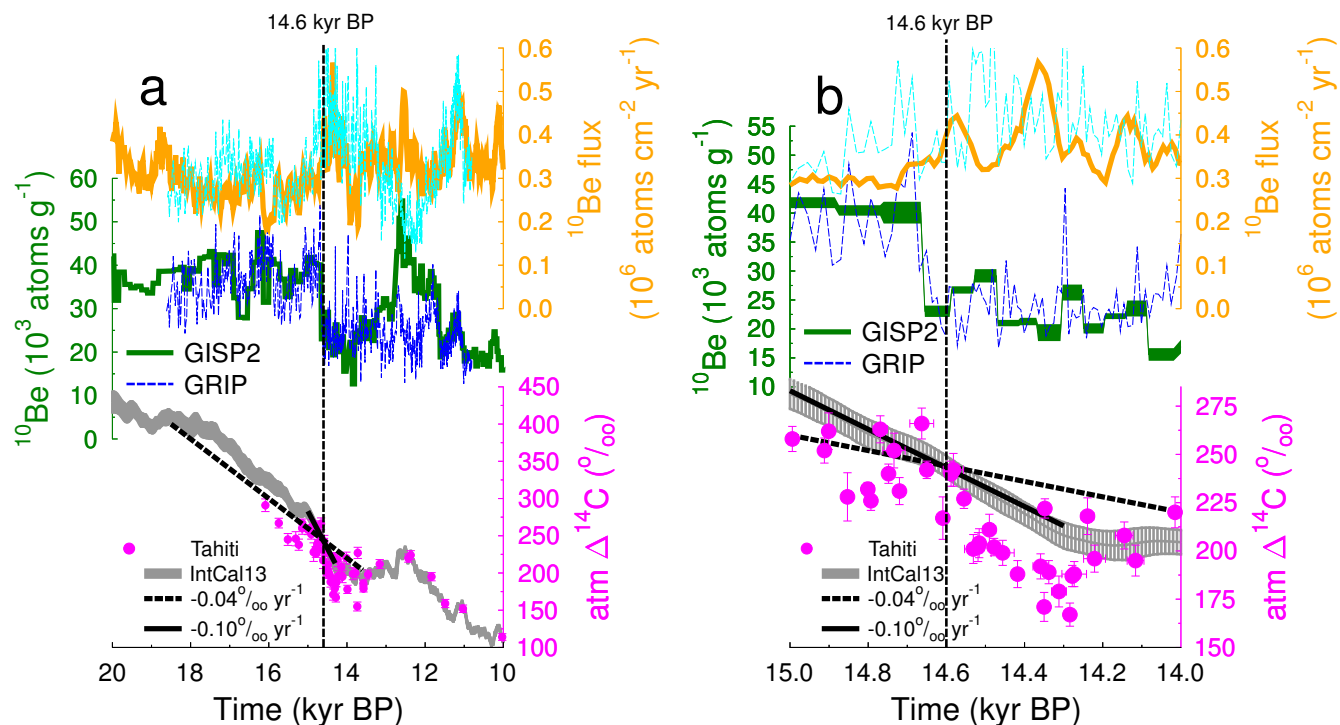 14.6 kyr BP
a
60
50
40
30
20
10
0
¹⁰Be (10³ atoms g⁻¹)
0.6
0.5
0.4
0.3
0.2
0.1
0.0
¹⁰Be flux
(10⁶ atoms cm⁻² yr⁻¹)
GISP2
GRIP
450
400
350
300
250
200
150
100
atm Δ¹⁴C (º/ₒₒ)
Tahiti
IntCal13
-0.04º/ₒₒ yr⁻¹
-0.10º/ₒₒ yr⁻¹
20
18
16
14
12
10
Time (kyr BP)
14.6 kyr BP
b
55
50
45
40
35
30
25
20
15
10
¹⁰Be (10³ atoms g⁻¹)
0.6
0.5
0.4
0.3
0.2
0.1
0.0
¹⁰Be flux
(10⁶ atoms cm⁻² yr⁻¹)
GISP2
GRIP
275
250
225
200
175
150
atm Δ¹⁴C (º/ₒₒ)
Tahiti
IntCal13
-0.04º/ₒₒ yr⁻¹
-0.10º/ₒₒ yr⁻¹
15.0
14.8
14.6
14.4
14.2
14.0
Time (kyr BP)